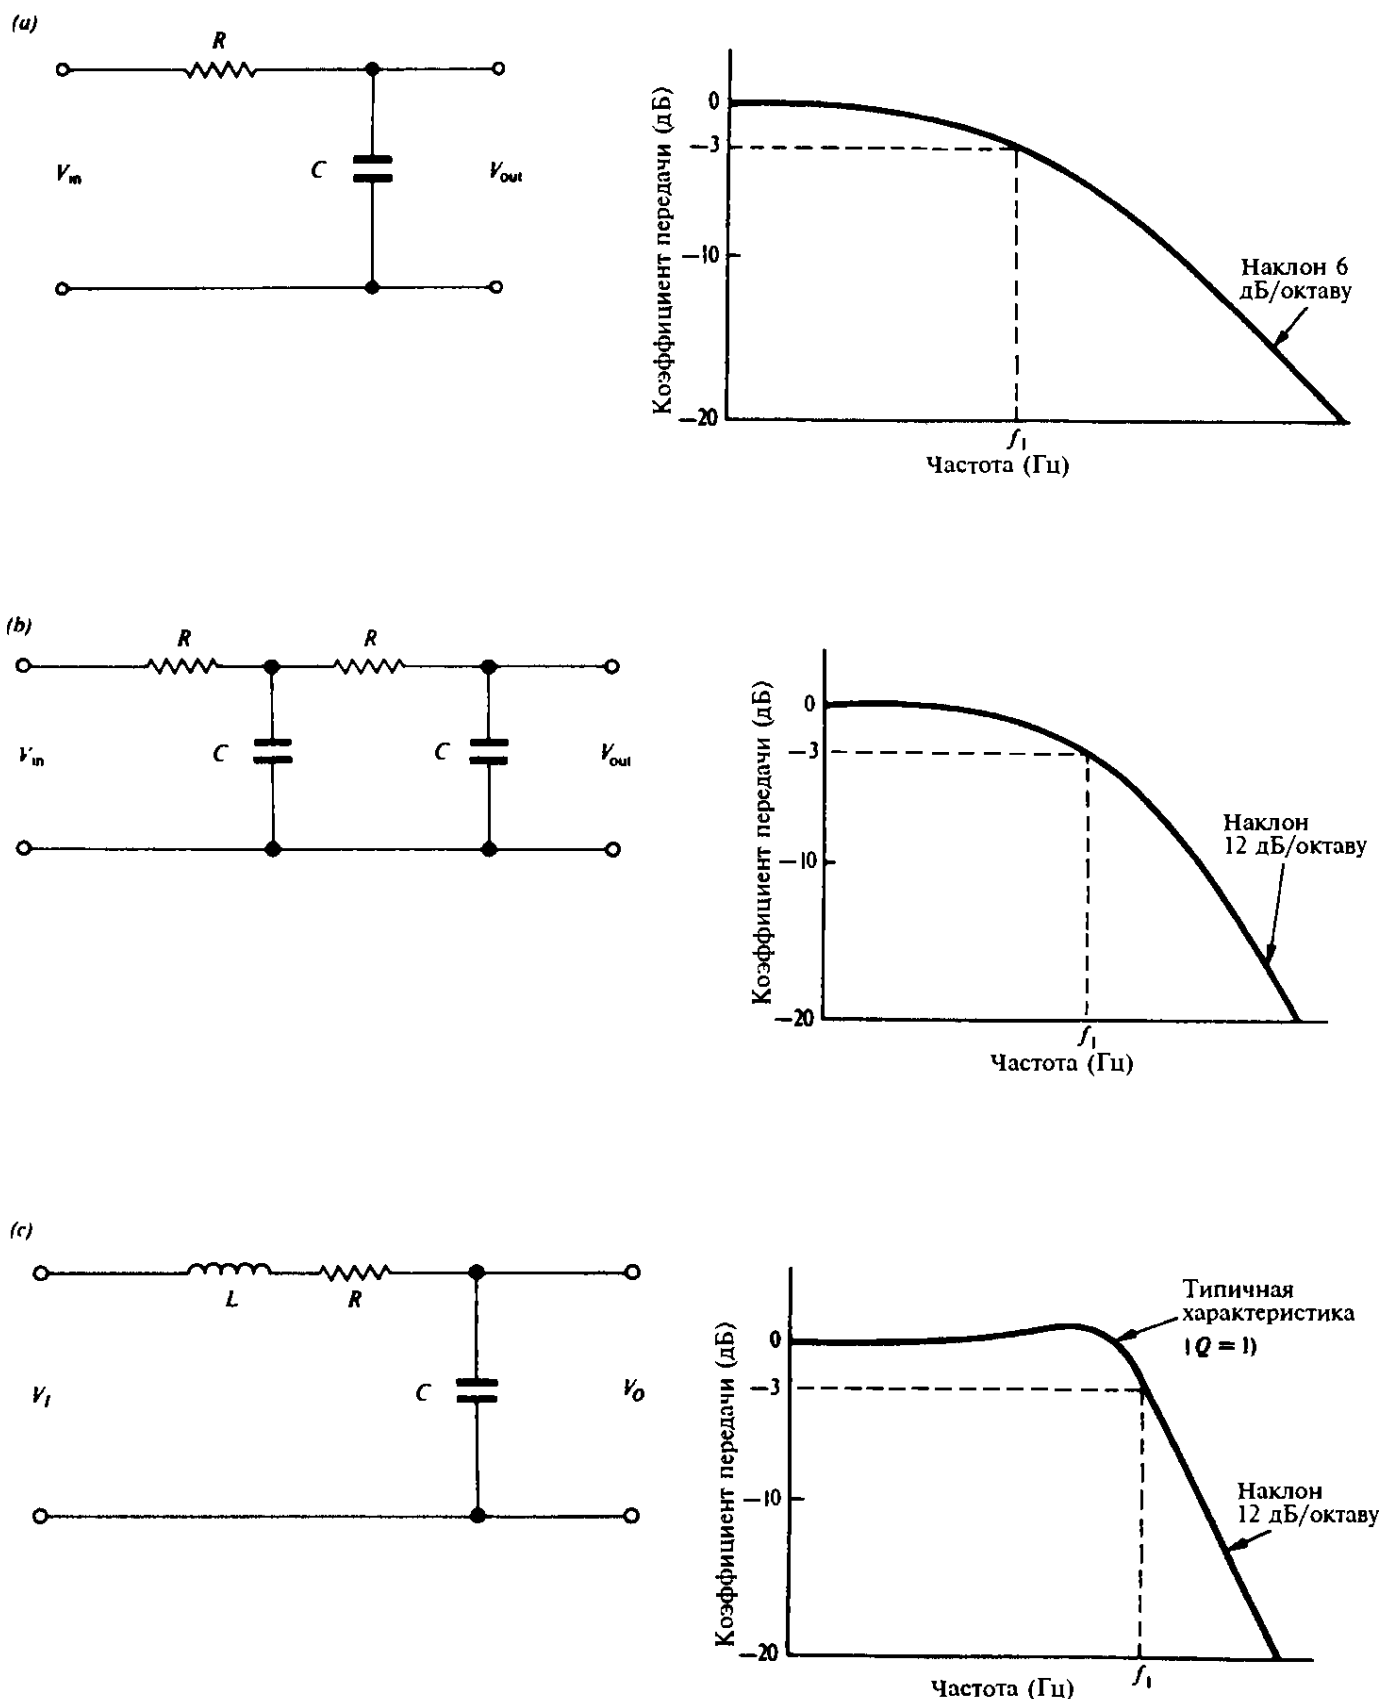 (a)
R
V_in
C
V_out
Коэффициент передачи (дБ)
0
−3
−10
−20
Наклон 6
дБ/октаву
f_1
Частота (Гц)
(b)
R
R
V_in
C
C
V_out
Коэффициент передачи (дБ)
0
−3
−10
−20
Наклон
12 дБ/октаву
f_1
Частота (Гц)
(c)
L
R
V_I
C
V_O
Коэффициент передачи (дБ)
0
−3
−10
−20
Типичная
характеристика
(Q = 1)
Наклон
12 дБ/октаву
f_1
Частота (Гц)